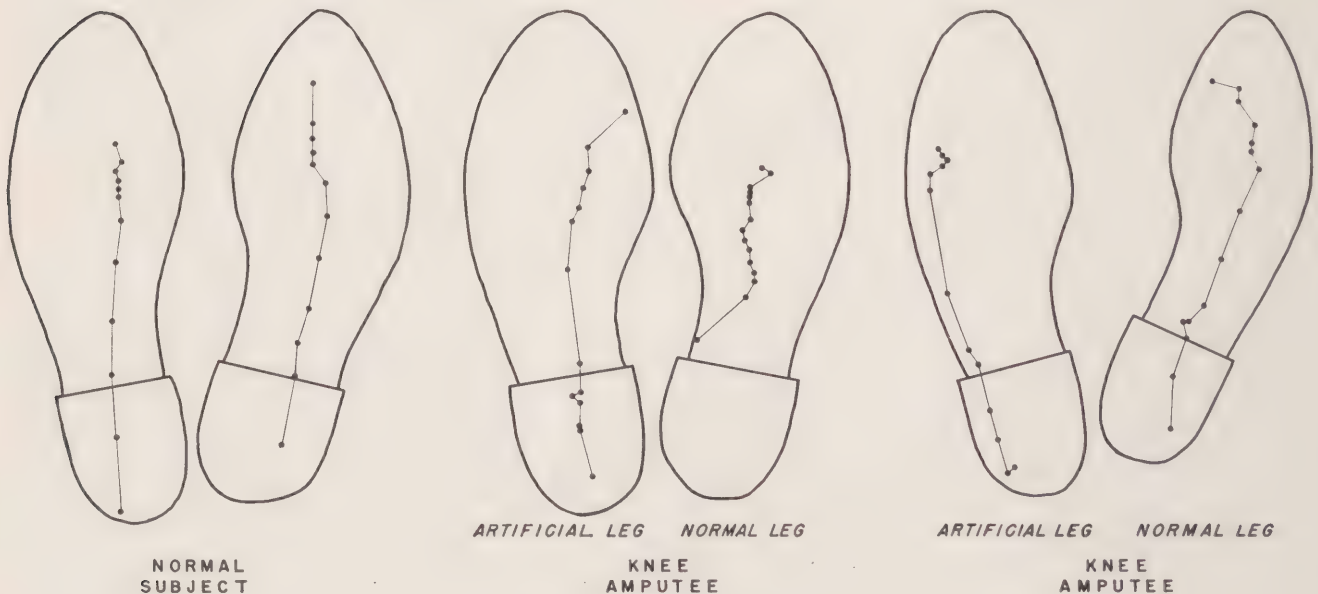 ARTIFICIAL LEG NORMAL LEG ARTIFICIAL LEG NORMAL LEG
NORMAL SUBJECT
KNEE AMPUTEE
KNEE AMPUTEE